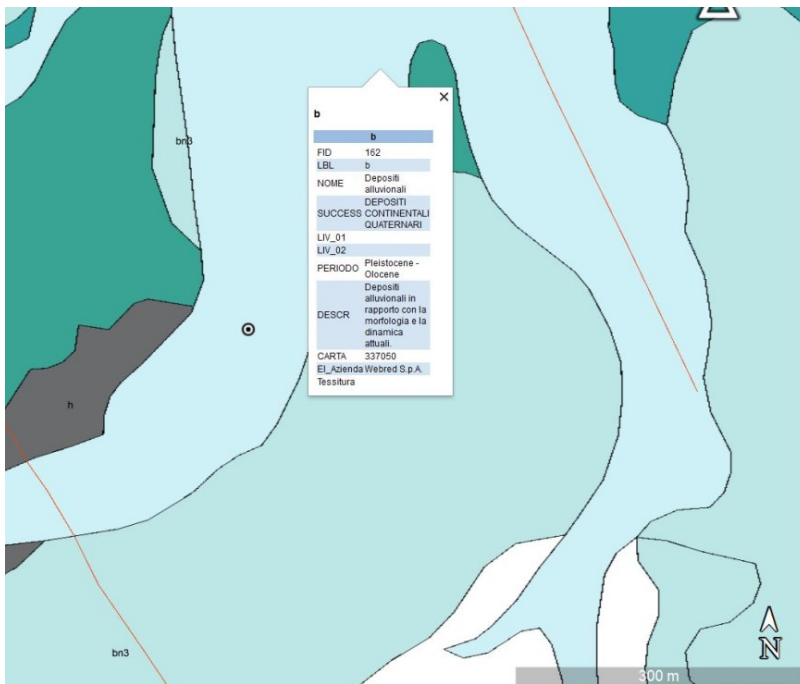 bn3
b
b
FID 162
LBL b
NOME Depositi
alluvionali
SUCCESS DEPOSITI
CONTINENTALI
QUATERNARI
LIV_01
LIV_02
PERIODO Pleistocene -
Olocene
DESCR Depositi
alluvionali in
rapporto con la
morfologia e la
dinamica
attuali.
CARTA 337050
El_Azienda Webred S.p.A.
Tessitura
h
bn3
N
300 m